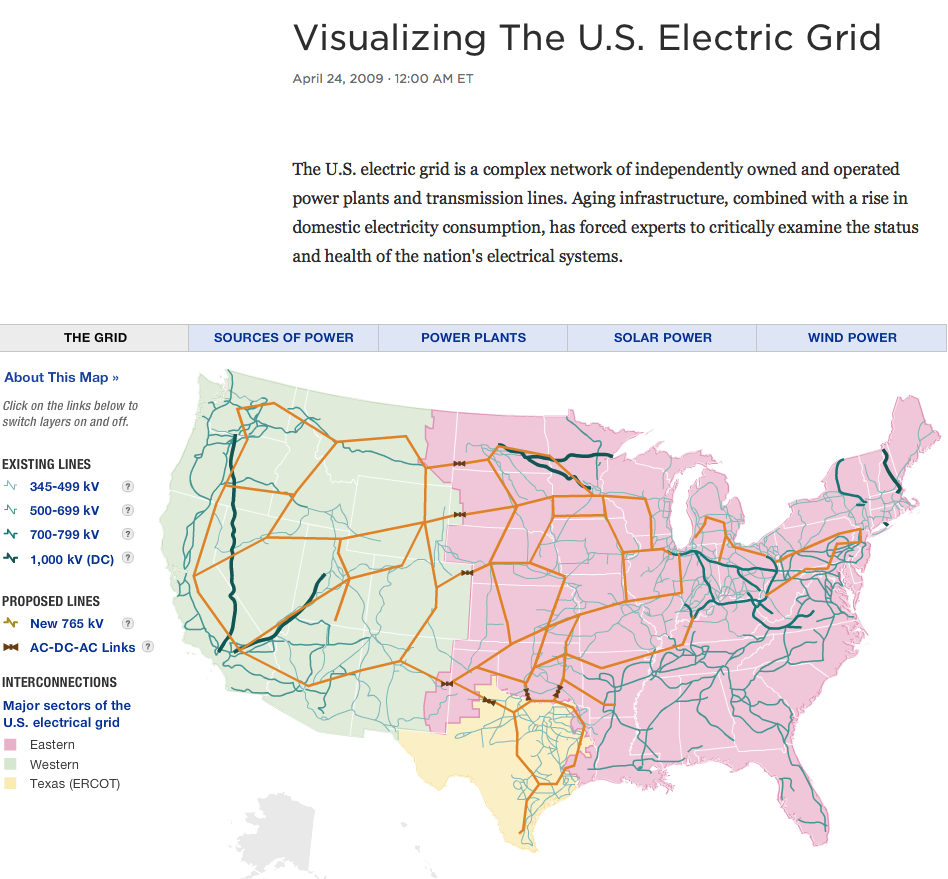 Visualizing The U.S. Electric Grid
April 24, 2009 · 12:00 AM ET
The U.S. electric grid is a complex network of independently owned and operated
power plants and transmission lines. Aging infrastructure, combined with a rise in
domestic electricity consumption, has forced experts to critically examine the status
and health of the nation's electrical systems.
THE GRID
SOURCES OF POWER
POWER PLANTS
SOLAR POWER
WIND POWER
About This Map »
Click on the links below to
switch layers on and off.
EXISTING LINES
345-499 kV ?
500-699 kV ?
700-799 kV ?
1,000 kV (DC) ?
PROPOSED LINES
New 765 kV ?
AC-DC-AC Links ?
INTERCONNECTIONS
Major sectors of the
U.S. electrical grid
Eastern
Western
Texas (ERCOT)